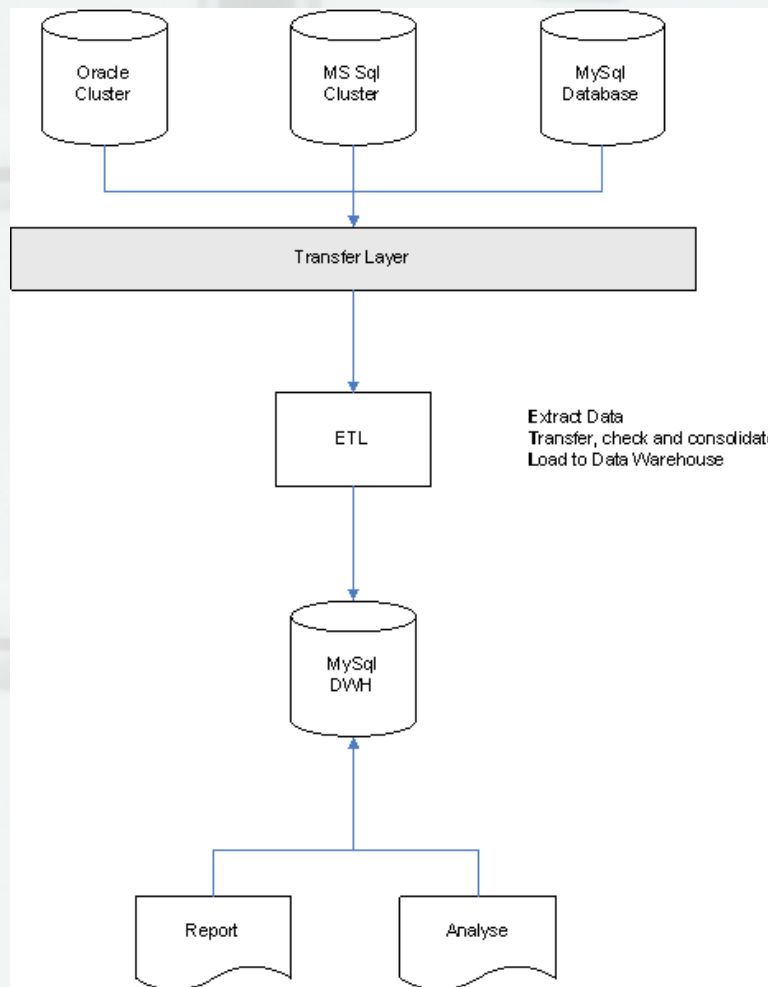 Oracle
Cluster
MS Sql
Cluster
MySql
Database
Transfer Layer
ETL
Extract Data
Transfer, check and consolidate
Load to Data Warehouse
MySql
DWH
Report
Analyse